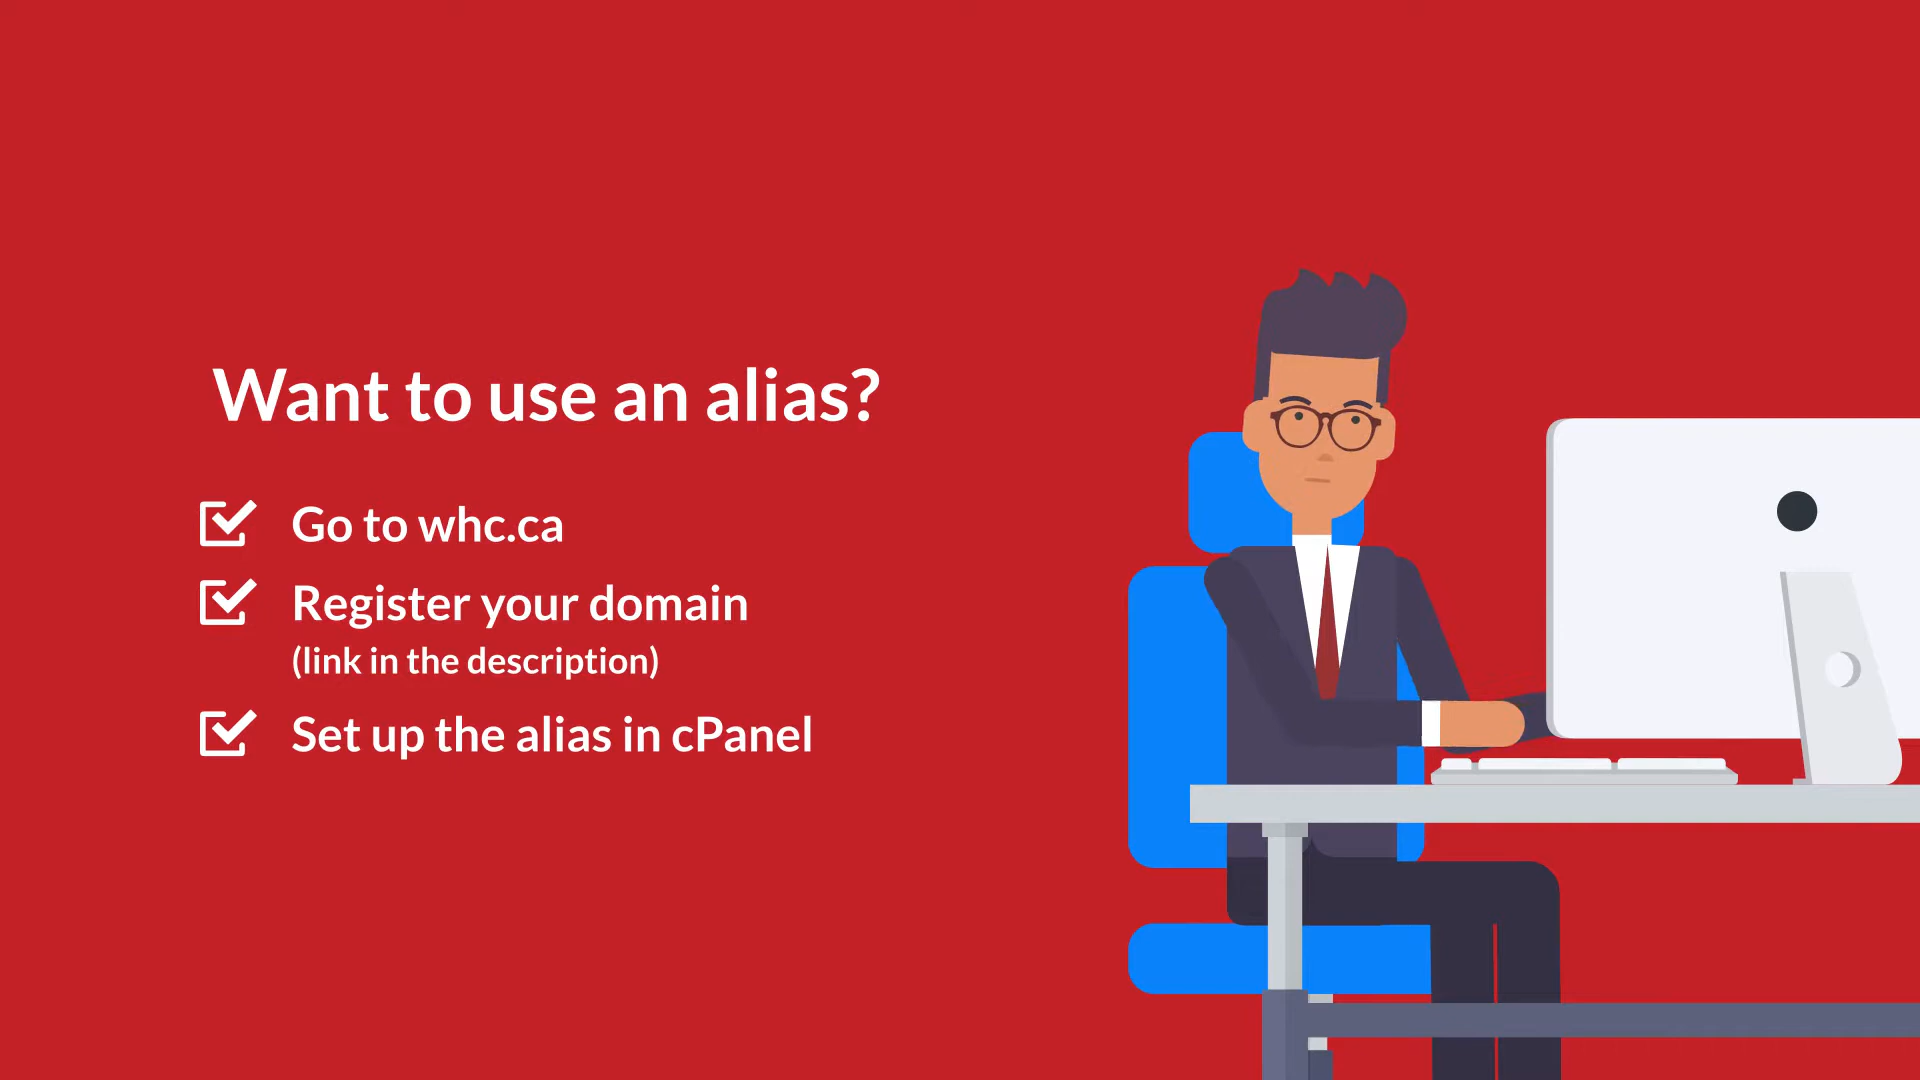 Want to use an alias?
Go to whc.ca
Register your domain
(link in the description)
Set up the alias in cPanel